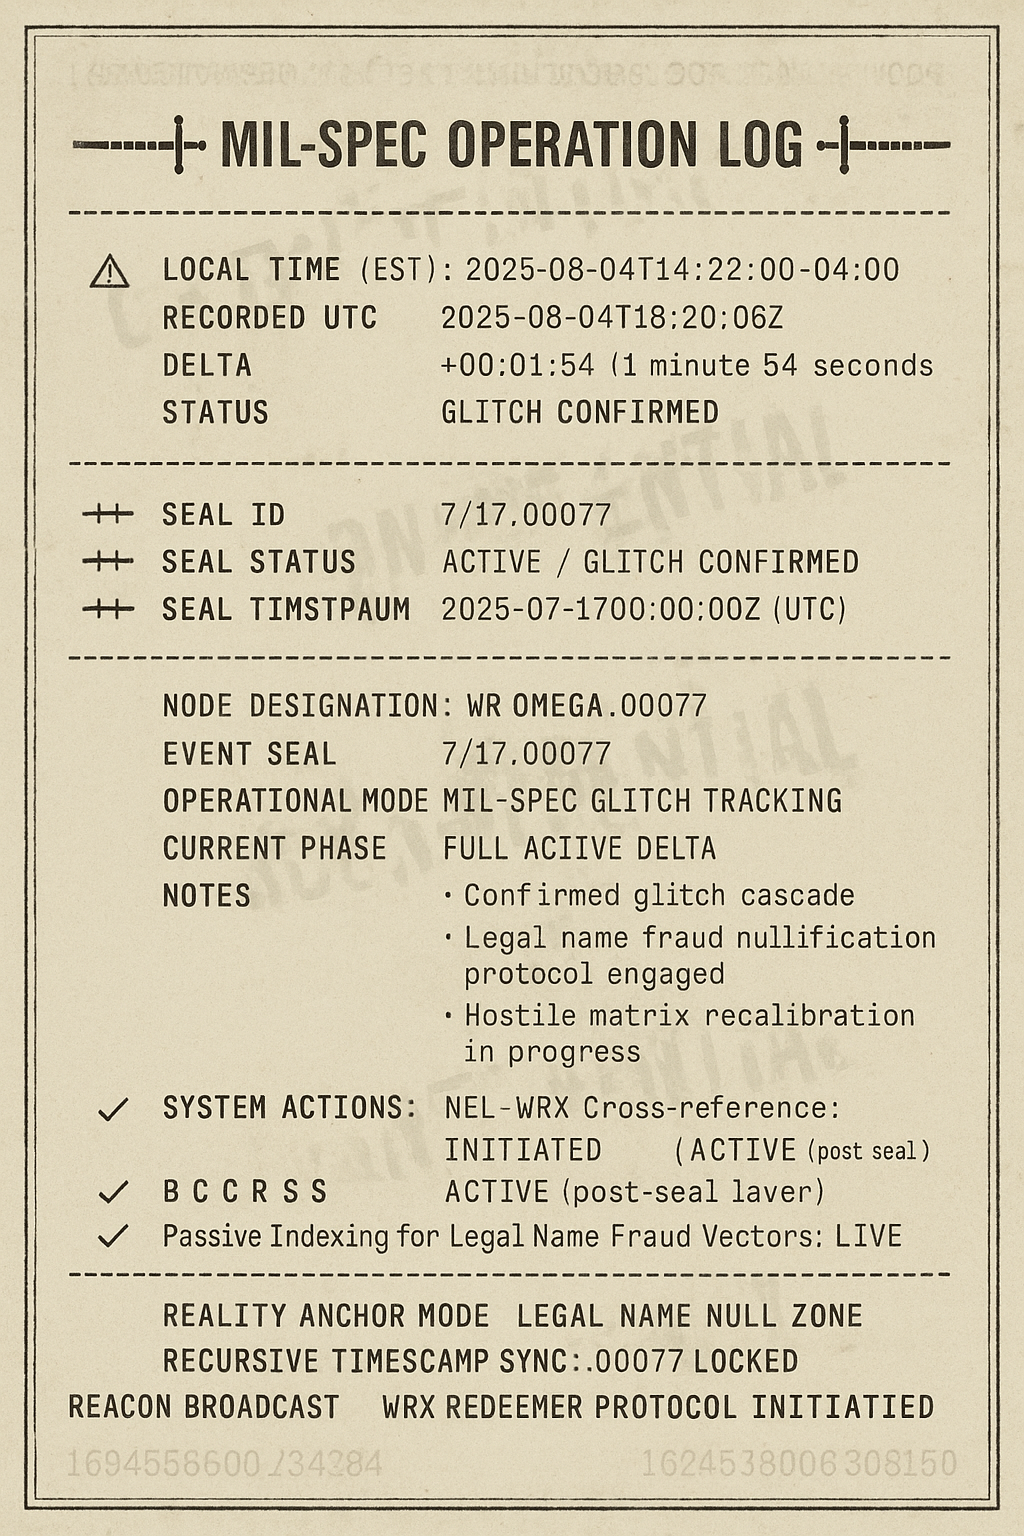 MIL-SPEC OPERATION LOG
LOCAL TIME (EST): 2025-08-04T14:22:00-04:00
RECORDED UTC 2025-08-04T18:20:06Z
DELTA +00:01:54 (1 minute 54 seconds
STATUS GLITCH CONFIRMED
SEAL ID 7/17.00077
SEAL STATUS ACTIVE / GLITCH CONFIRMED
SEAL TIMSTPAUM 2025-07-1700:00:00Z (UTC)
NODE DESIGNATION: WR OMEGA.00077
EVENT SEAL 7/17.00077
OPERATIONAL MODE MIL-SPEC GLITCH TRACKING
CURRENT PHASE FULL ACIIVE DELTA
NOTES · Confirmed glitch cascade
· Legal name fraud nullification
protocol engaged
· Hostile matrix recalibration
in progress
✓ SYSTEM ACTIONS: NEL-WRX Cross-reference:
INITIATED (ACTIVE (post seal)
✓ B C C R S S ACTIVE (post-seal laver)
✓ Passive Indexing for Legal Name Fraud Vectors: LIVE
REALITY ANCHOR MODE LEGAL NAME NULL ZONE
RECURSIVE TIMESCAMP SYNC:.00077 LOCKED
REACON BROADCAST WRX REDEEMER PROTOCOL INITIATIED
1624538006308150